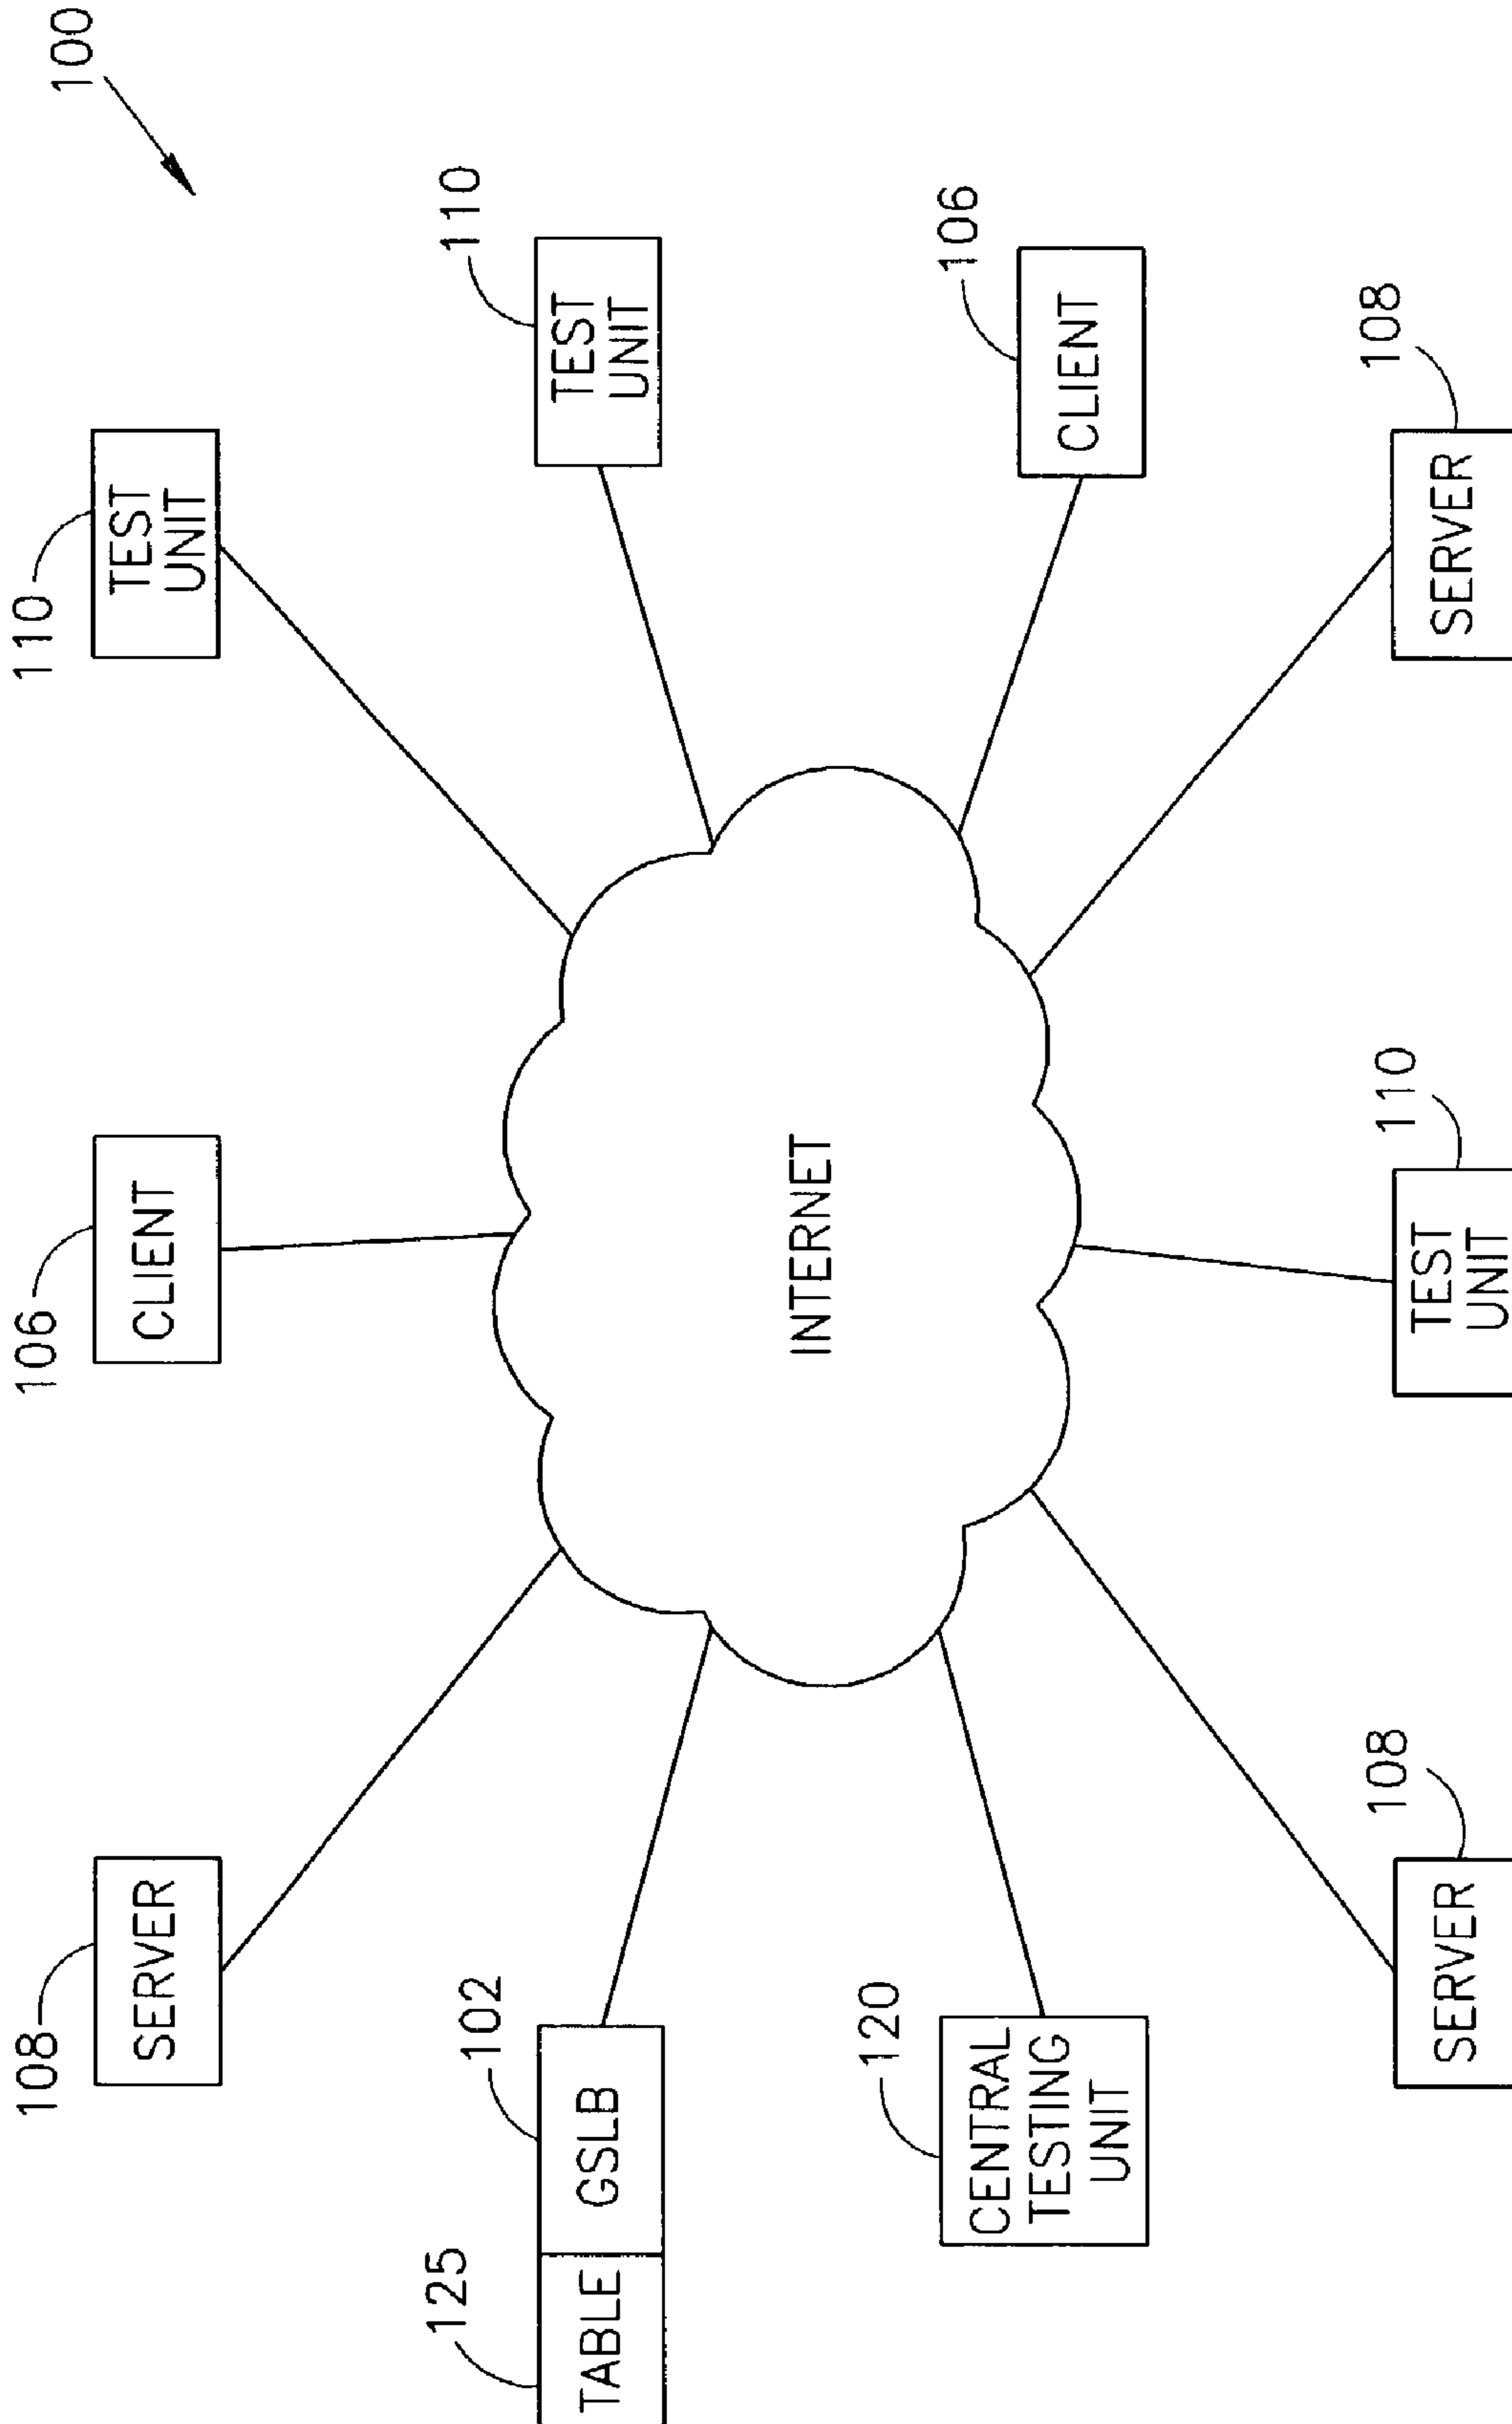 100
108
SERVER
106
CLIENT
110
TEST
UNIT
125
TABLE
102
GSLB
110
TEST
UNIT
INTERNET
120
CENTRAL
TESTING
UNIT
106
CLIENT
108
SERVER
110
TEST
UNIT
108
SERVER